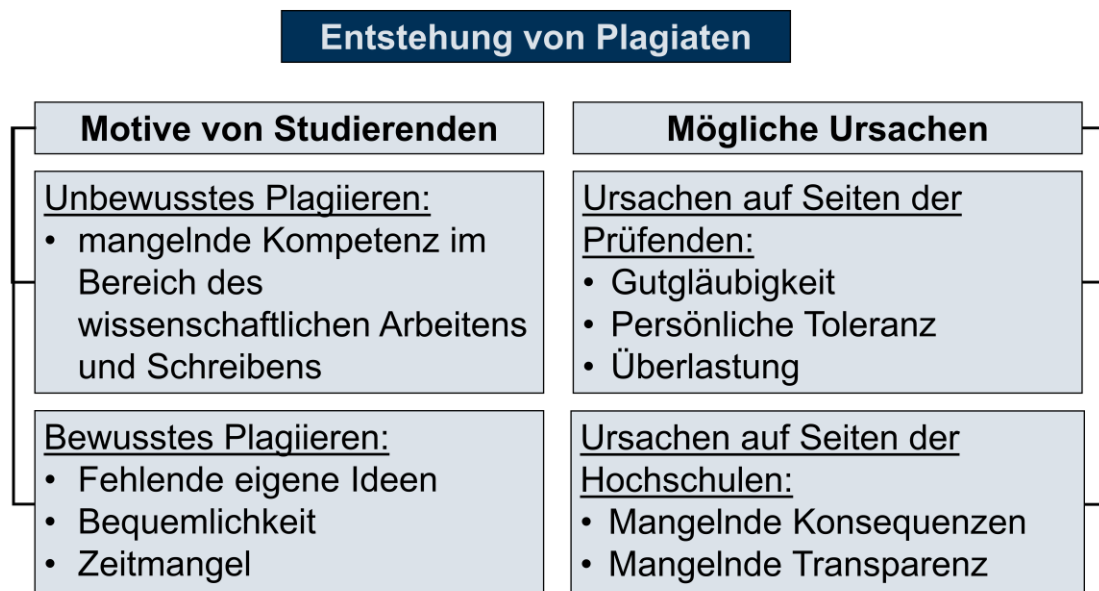 Entstehung von Plagiaten
Motive von Studierenden
Unbewusstes Plagiieren:
• mangelnde Kompetenz im
Bereich des
wissenschaftlichen Arbeitens
und Schreibens
Bewusstes Plagiieren:
• Fehlende eigene Ideen
• Bequemlichkeit
• Zeitmangel
Mögliche Ursachen
Ursachen auf Seiten der
Prüfenden:
• Gutgläubigkeit
• Persönliche Toleranz
• Überlastung
Ursachen auf Seiten der
Hochschulen:
• Mangelnde Konsequenzen
• Mangelnde Transparenz